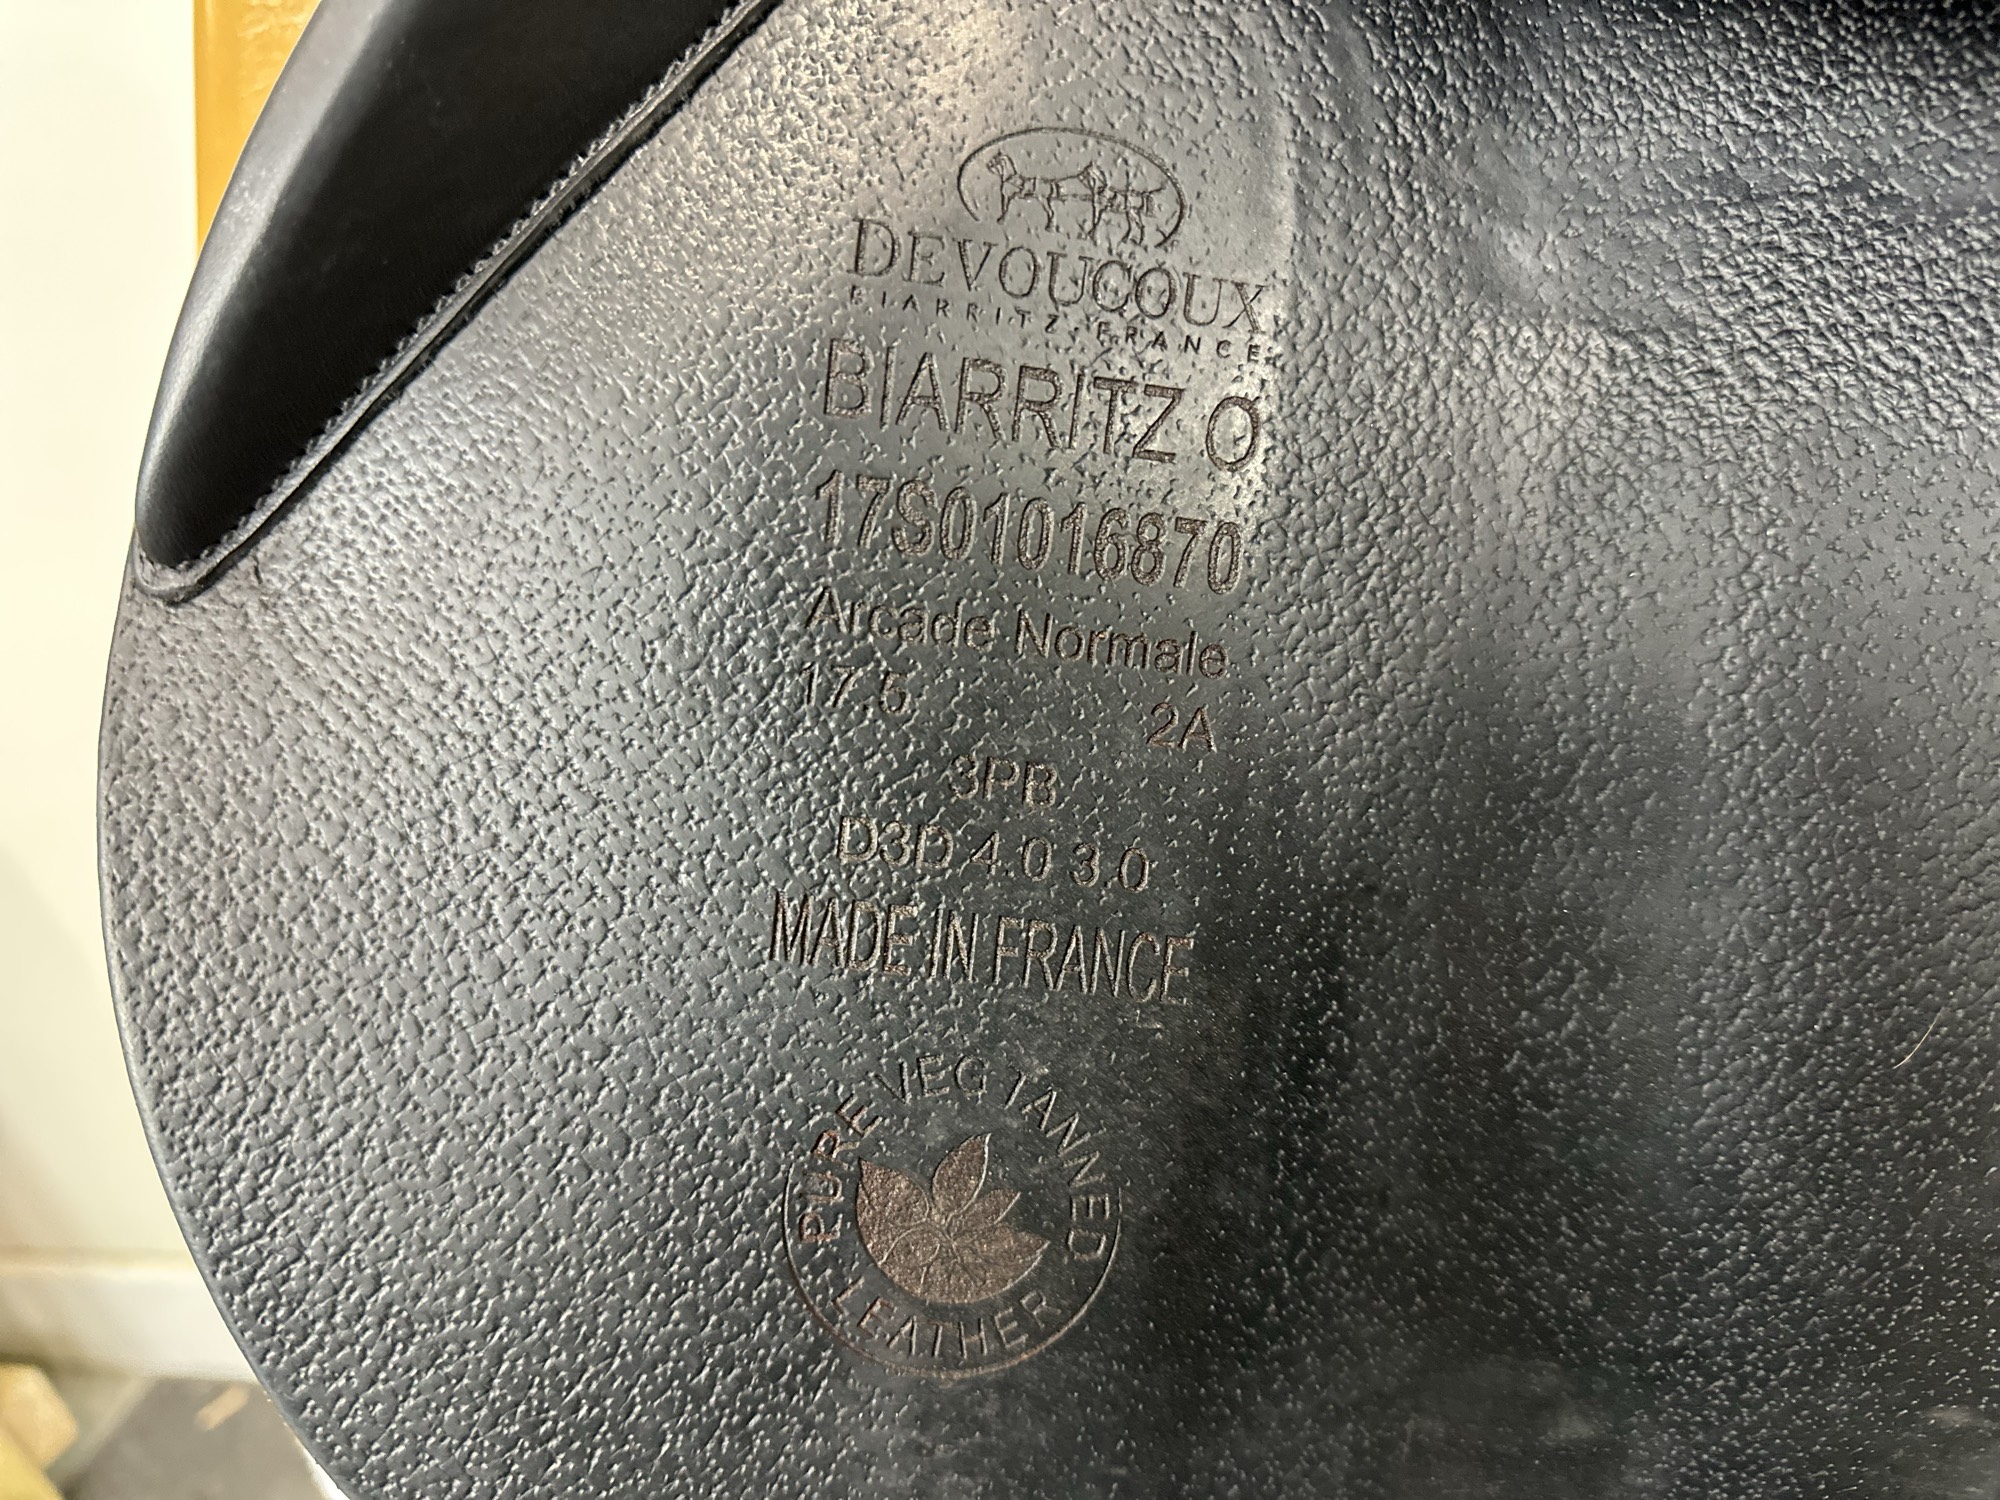 DEVOUCOUX
BIARRITZ-FRANCE
BIARRITZ O
17S01016870
Arcade Normale
17.5 2A
3PB
D3D 4.0 3.0
MADE IN FRANCE
PURE VEG TANNED
LEATHER